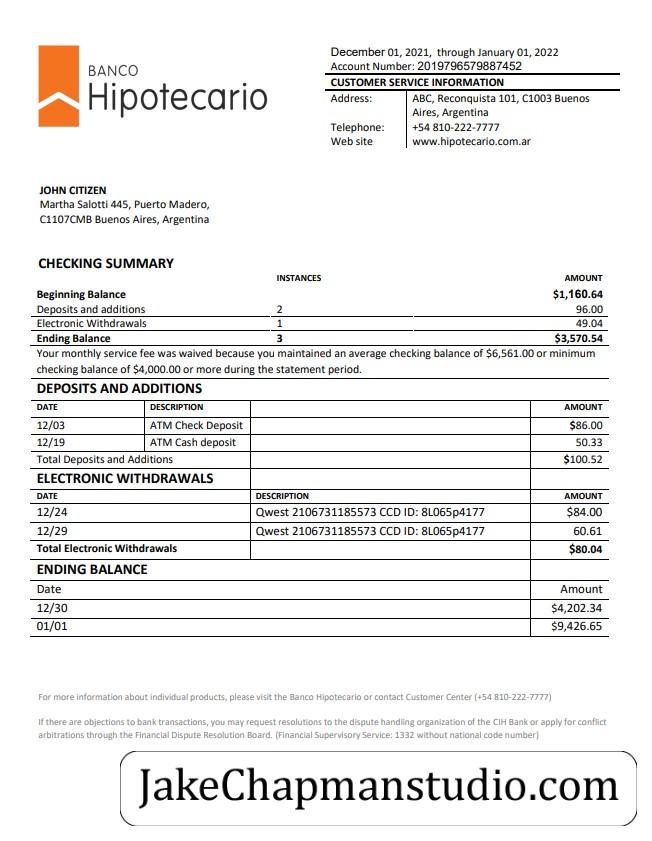 BANCO
Hipotecario
December 01, 2021, through January 01, 2022
Account Number: 2019796579887452
CUSTOMER SERVICE INFORMATION
Address: ABC, Reconquista 101, C1003 Buenos
Aires, Argentina
Telephone: +54 810-222-7777
Web site www.hipotecario.com.ar
JOHN CITIZEN
Martha Salotti 445, Puerto Madero,
C1107CMB Buenos Aires, Argentina
CHECKING SUMMARY
INSTANCES AMOUNT
Beginning Balance $1,160.64
Deposits and additions 2 96.00
Electronic Withdrawals 1 49.04
Ending Balance 3 $3,570.54
Your monthly service fee was waived because you maintained an average checking balance of $6,561.00 or minimum
checking balance of $4,000.00 or more during the statement period.
DEPOSITS AND ADDITIONS
DATE DESCRIPTION AMOUNT
12/03 ATM Check Deposit $86.00
12/19 ATM Cash deposit 50.33
Total Deposits and Additions $100.52
ELECTRONIC WITHDRAWALS
DATE DESCRIPTION AMOUNT
12/24 Qwest 2106731185573 CCD ID: 8L065p4177 $84.00
12/29 Qwest 2106731185573 CCD ID: 8L065p4177 60.61
Total Electronic Withdrawals $80.04
ENDING BALANCE
Date Amount
12/30 $4,202.34
01/01 $9,426.65
For more information about individual products, please visit the Banco Hipotecario or contact Customer Center (+54 810-222-7777)
If there are objections to bank transactions, you may request resolutions to the dispute handling organization of the CIH Bank or apply for conflict
arbitrations through the Financial Dispute Resolution Board. (Financial Supervisory Service: 1332 without national code number)
JakeChapmanstudio.com